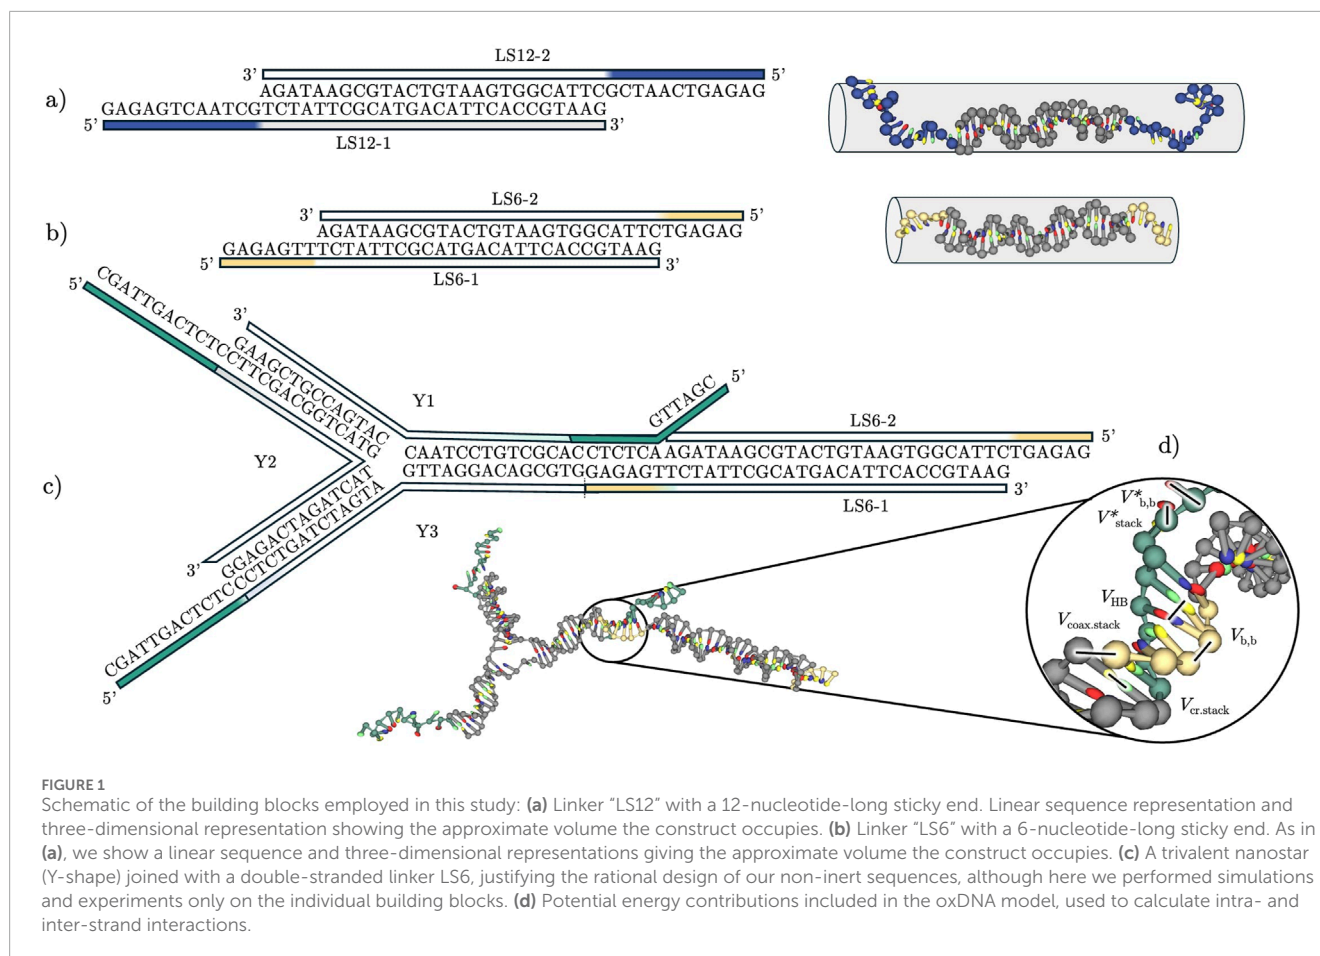 LS12-2
3’ 5’
a) AGATAAGCGTACTGTAAGTGGCATTCGCTAACTGAGAG
GAGAGTCAATCGTCTATTCGCATGACATTCACCGTAAG
5’ 3’
LS12-1
LS6-2
3’ 5’
b) AGATAAGCGTACTGTAAGTGGCATTCTGAGAG
GAGAGTTTCTATTCGCATGACATTCACCGTAAG
5’ 3’
LS6-1
5’
CGATTGACTCTCCTTCGACGGTCATG
3’
GAAGCTGCCAGTAC
Y1
5’
GTTAGC
LS6-2
5’
Y2
CAATCCTGTCGCACCTCTCAAGATAAGCGTACTGTAAGTGGCATTCTGAGAG
c) GTTAGGACAGCGTGGAGAGTTCTATTCGCATGACATTCACCGTAAG
3’
LS6-1
3’
GGAGACTAGATCAT
CGATTGACTCTCCCTCTGATCTAGTA
5’
Y3
d)
V*b,b
V*stack
VHB
Vb,b
Vcoax.stack
Vcr.stack
FIGURE 1
Schematic of the building blocks employed in this study: (a) Linker “LS12” with a 12-nucleotide-long sticky end. Linear sequence representation and
three-dimensional representation showing the approximate volume the construct occupies. (b) Linker “LS6” with a 6-nucleotide-long sticky end. As in
(a), we show a linear sequence and three-dimensional representations giving the approximate volume the construct occupies. (c) A trivalent nanostar
(Y-shape) joined with a double-stranded linker LS6, justifying the rational design of our non-inert sequences, although here we performed simulations
and experiments only on the individual building blocks. (d) Potential energy contributions included in the oxDNA model, used to calculate intra- and
inter-strand interactions.